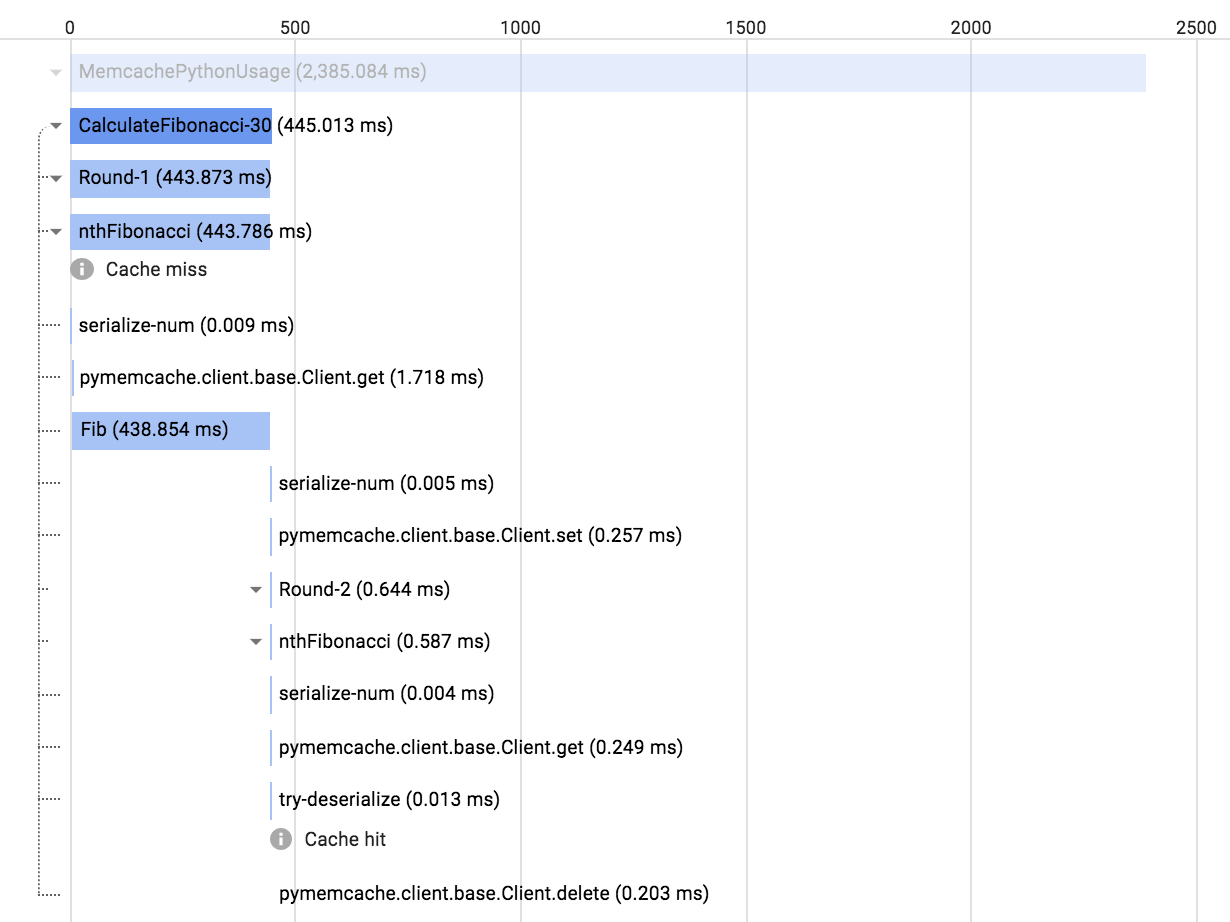 0 500 1000 1500 2000 2500
MemcachePythonUsage (2,385.084 ms)
CalculateFibonacci-30 (445.013 ms)
Round-1 (443.873 ms)
nthFibonacci (443.786 ms)
Cache miss
serialize-num (0.009 ms)
pymemcache.client.base.Client.get (1.718 ms)
Fib (438.854 ms)
serialize-num (0.005 ms)
pymemcache.client.base.Client.set (0.257 ms)
Round-2 (0.644 ms)
nthFibonacci (0.587 ms)
serialize-num (0.004 ms)
pymemcache.client.base.Client.get (0.249 ms)
try-deserialize (0.013 ms)
Cache hit
pymemcache.client.base.Client.delete (0.203 ms)